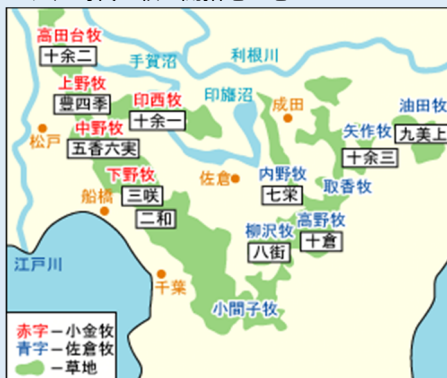 高田台牧
十余二
手賀沼
利根川
上野牧
豊四季
印西牧
十余一
印旛沼
成田
油田牧
九美上
矢作牧
十余三
松戸
中野牧
五香六実
下野牧
三咲
二和
船橋
佐倉
内野牧
七栄
取香牧
高野牧
十倉
柳沢牧
八街
江戸川
千葉
小間子牧
赤字－小金牧
青字－佐倉牧
－草地